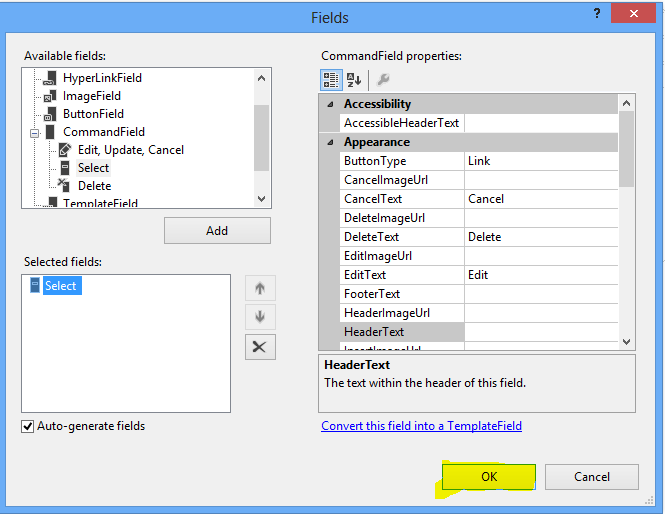 Fields
?
Available fields:
HyperLinkField
ImageField
ButtonField
CommandField
Edit, Update, Cancel
Select
Delete
TemplateField
Add
Selected fields:
Select
Auto-generate fields
CommandField properties:
Accessibility
AccessibleHeaderText
Appearance
ButtonType Link
CancelImageUrl
CancelText Cancel
DeleteImageUrl
DeleteText Delete
EditImageUrl
EditText Edit
FooterText
HeaderImageUrl
HeaderText
InsertImageUrl
HeaderText
The text within the header of this field.
Convert this field into a TemplateField
OK
Cancel